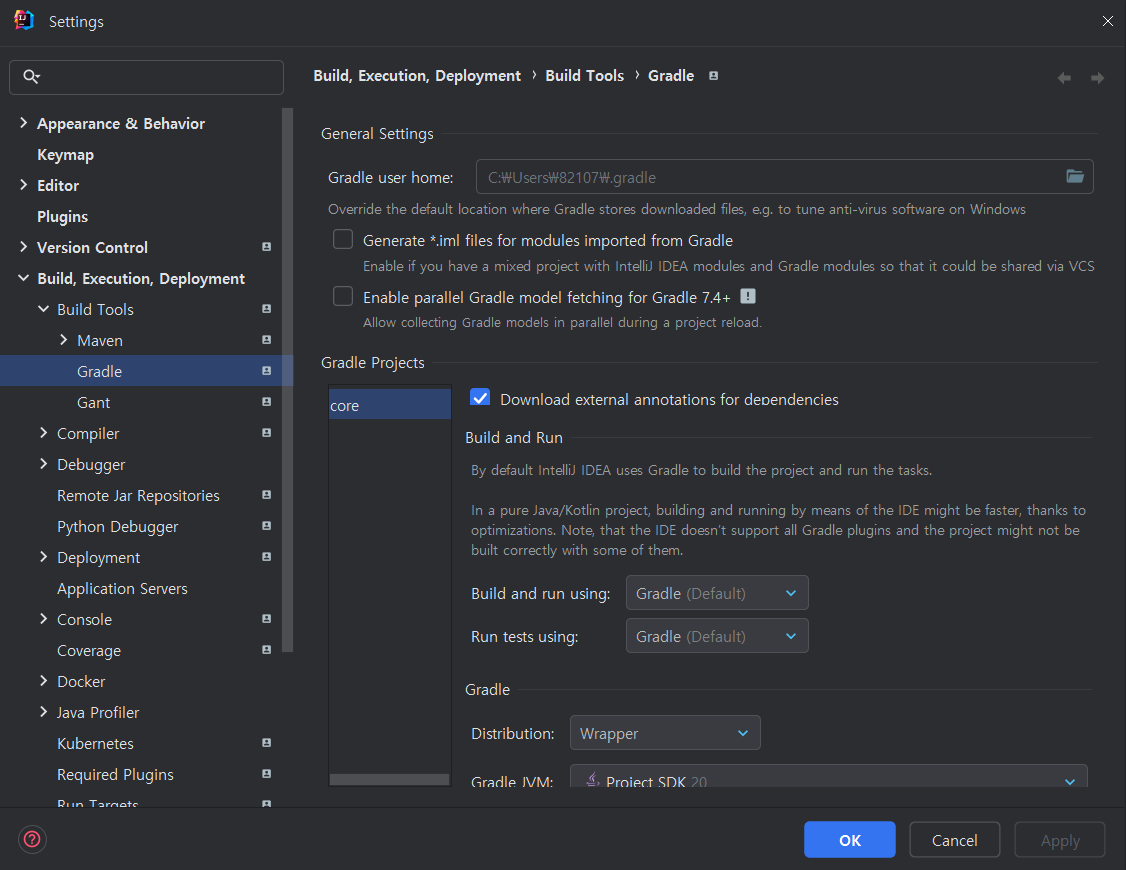 Settings
Build, Execution, Deployment › Build Tools › Gradle
Appearance & Behavior
Keymap
Editor
Plugins
Version Control
Build, Execution, Deployment
Build Tools
Maven
Gradle
Gant
Compiler
Debugger
Remote Jar Repositories
Python Debugger
Deployment
Application Servers
Console
Coverage
Docker
Java Profiler
Kubernetes
Required Plugins
Run Targets
General Settings
Gradle user home: C:₩Users₩82107₩.gradle
Override the default location where Gradle stores downloaded files, e.g. to tune anti-virus software on Windows
Generate *.iml files for modules imported from Gradle
Enable if you have a mixed project with IntelliJ IDEA modules and Gradle modules so that it could be shared via VCS
Enable parallel Gradle model fetching for Gradle 7.4+
Allow collecting Gradle models in parallel during a project reload.
Gradle Projects
core
Download external annotations for dependencies
Build and Run
By default IntelliJ IDEA uses Gradle to build the project and run the tasks.
In a pure Java/Kotlin project, building and running by means of the IDE might be faster, thanks to
optimizations. Note, that the IDE doesn't support all Gradle plugins and the project might not be
built correctly with some of them.
Build and run using: Gradle (Default)
Run tests using: Gradle (Default)
Gradle
Distribution: Wrapper
Gradle JVM: Project SDK 20
OK Cancel Apply